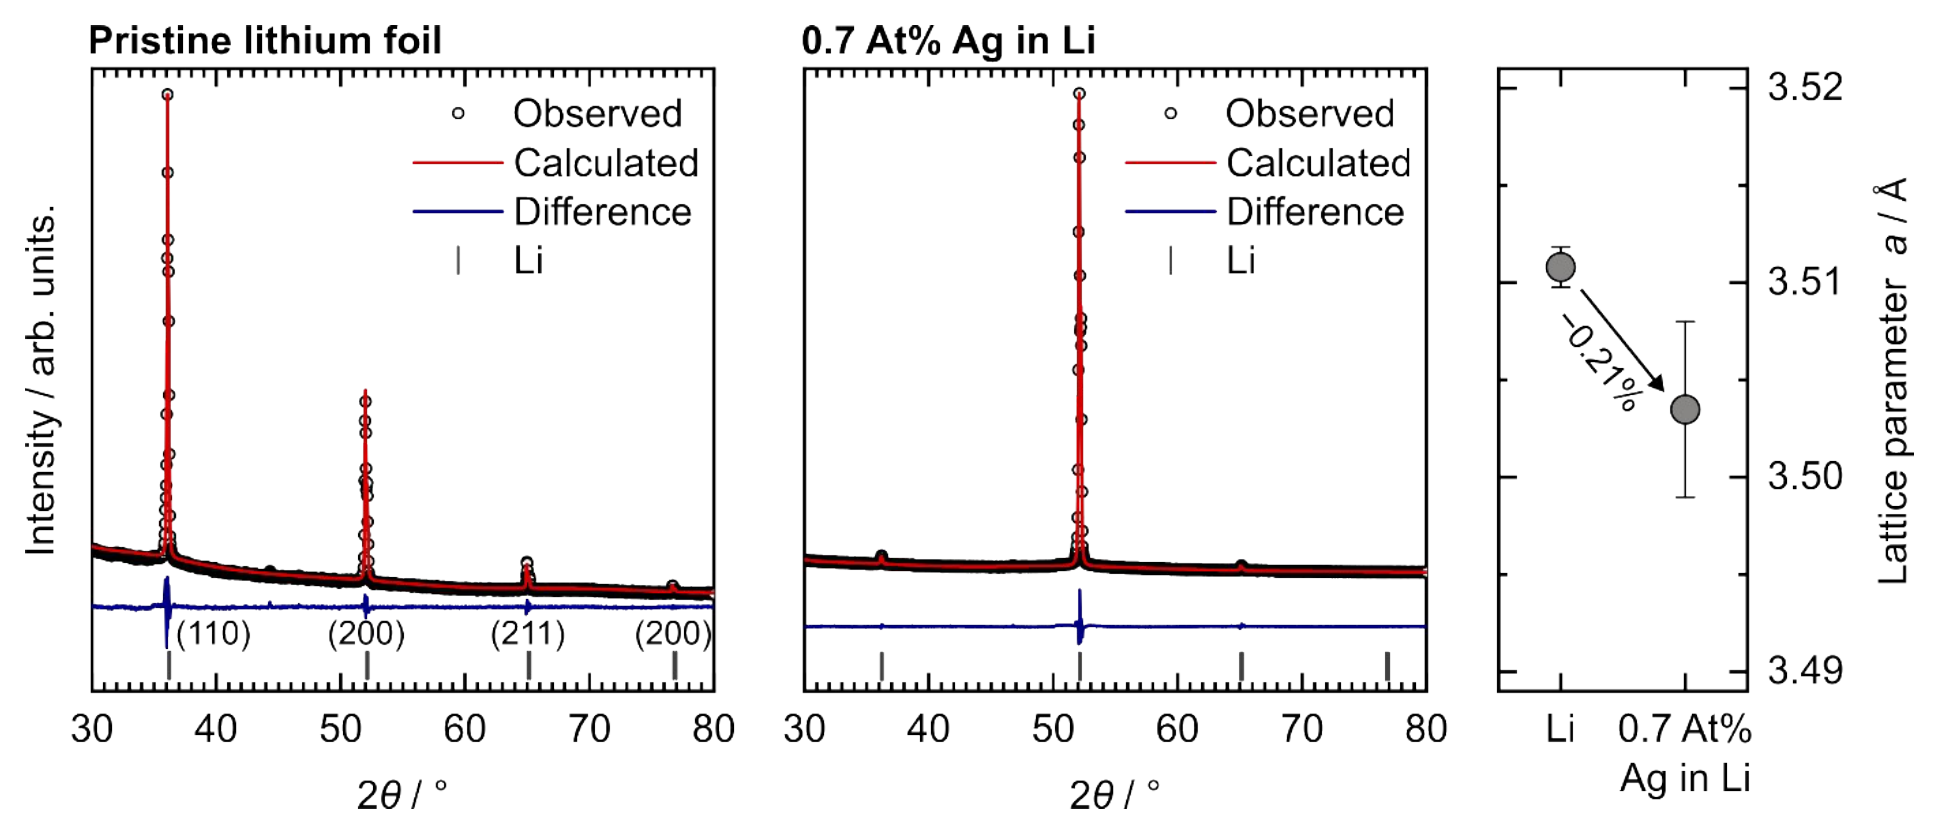 Pristine lithium foil
Intensity / arb. units.
Observed
Calculated
Difference
Li
(110) (200) (211) (200)
30 40 50 60 70 80
2θ / °
0.7 At% Ag in Li
Observed
Calculated
Difference
Li
30 40 50 60 70 80
2θ / °
3.52
3.51
3.50
3.49
−0.21%
Lattice parameter a / Å
Li 0.7 At%
Ag in Li